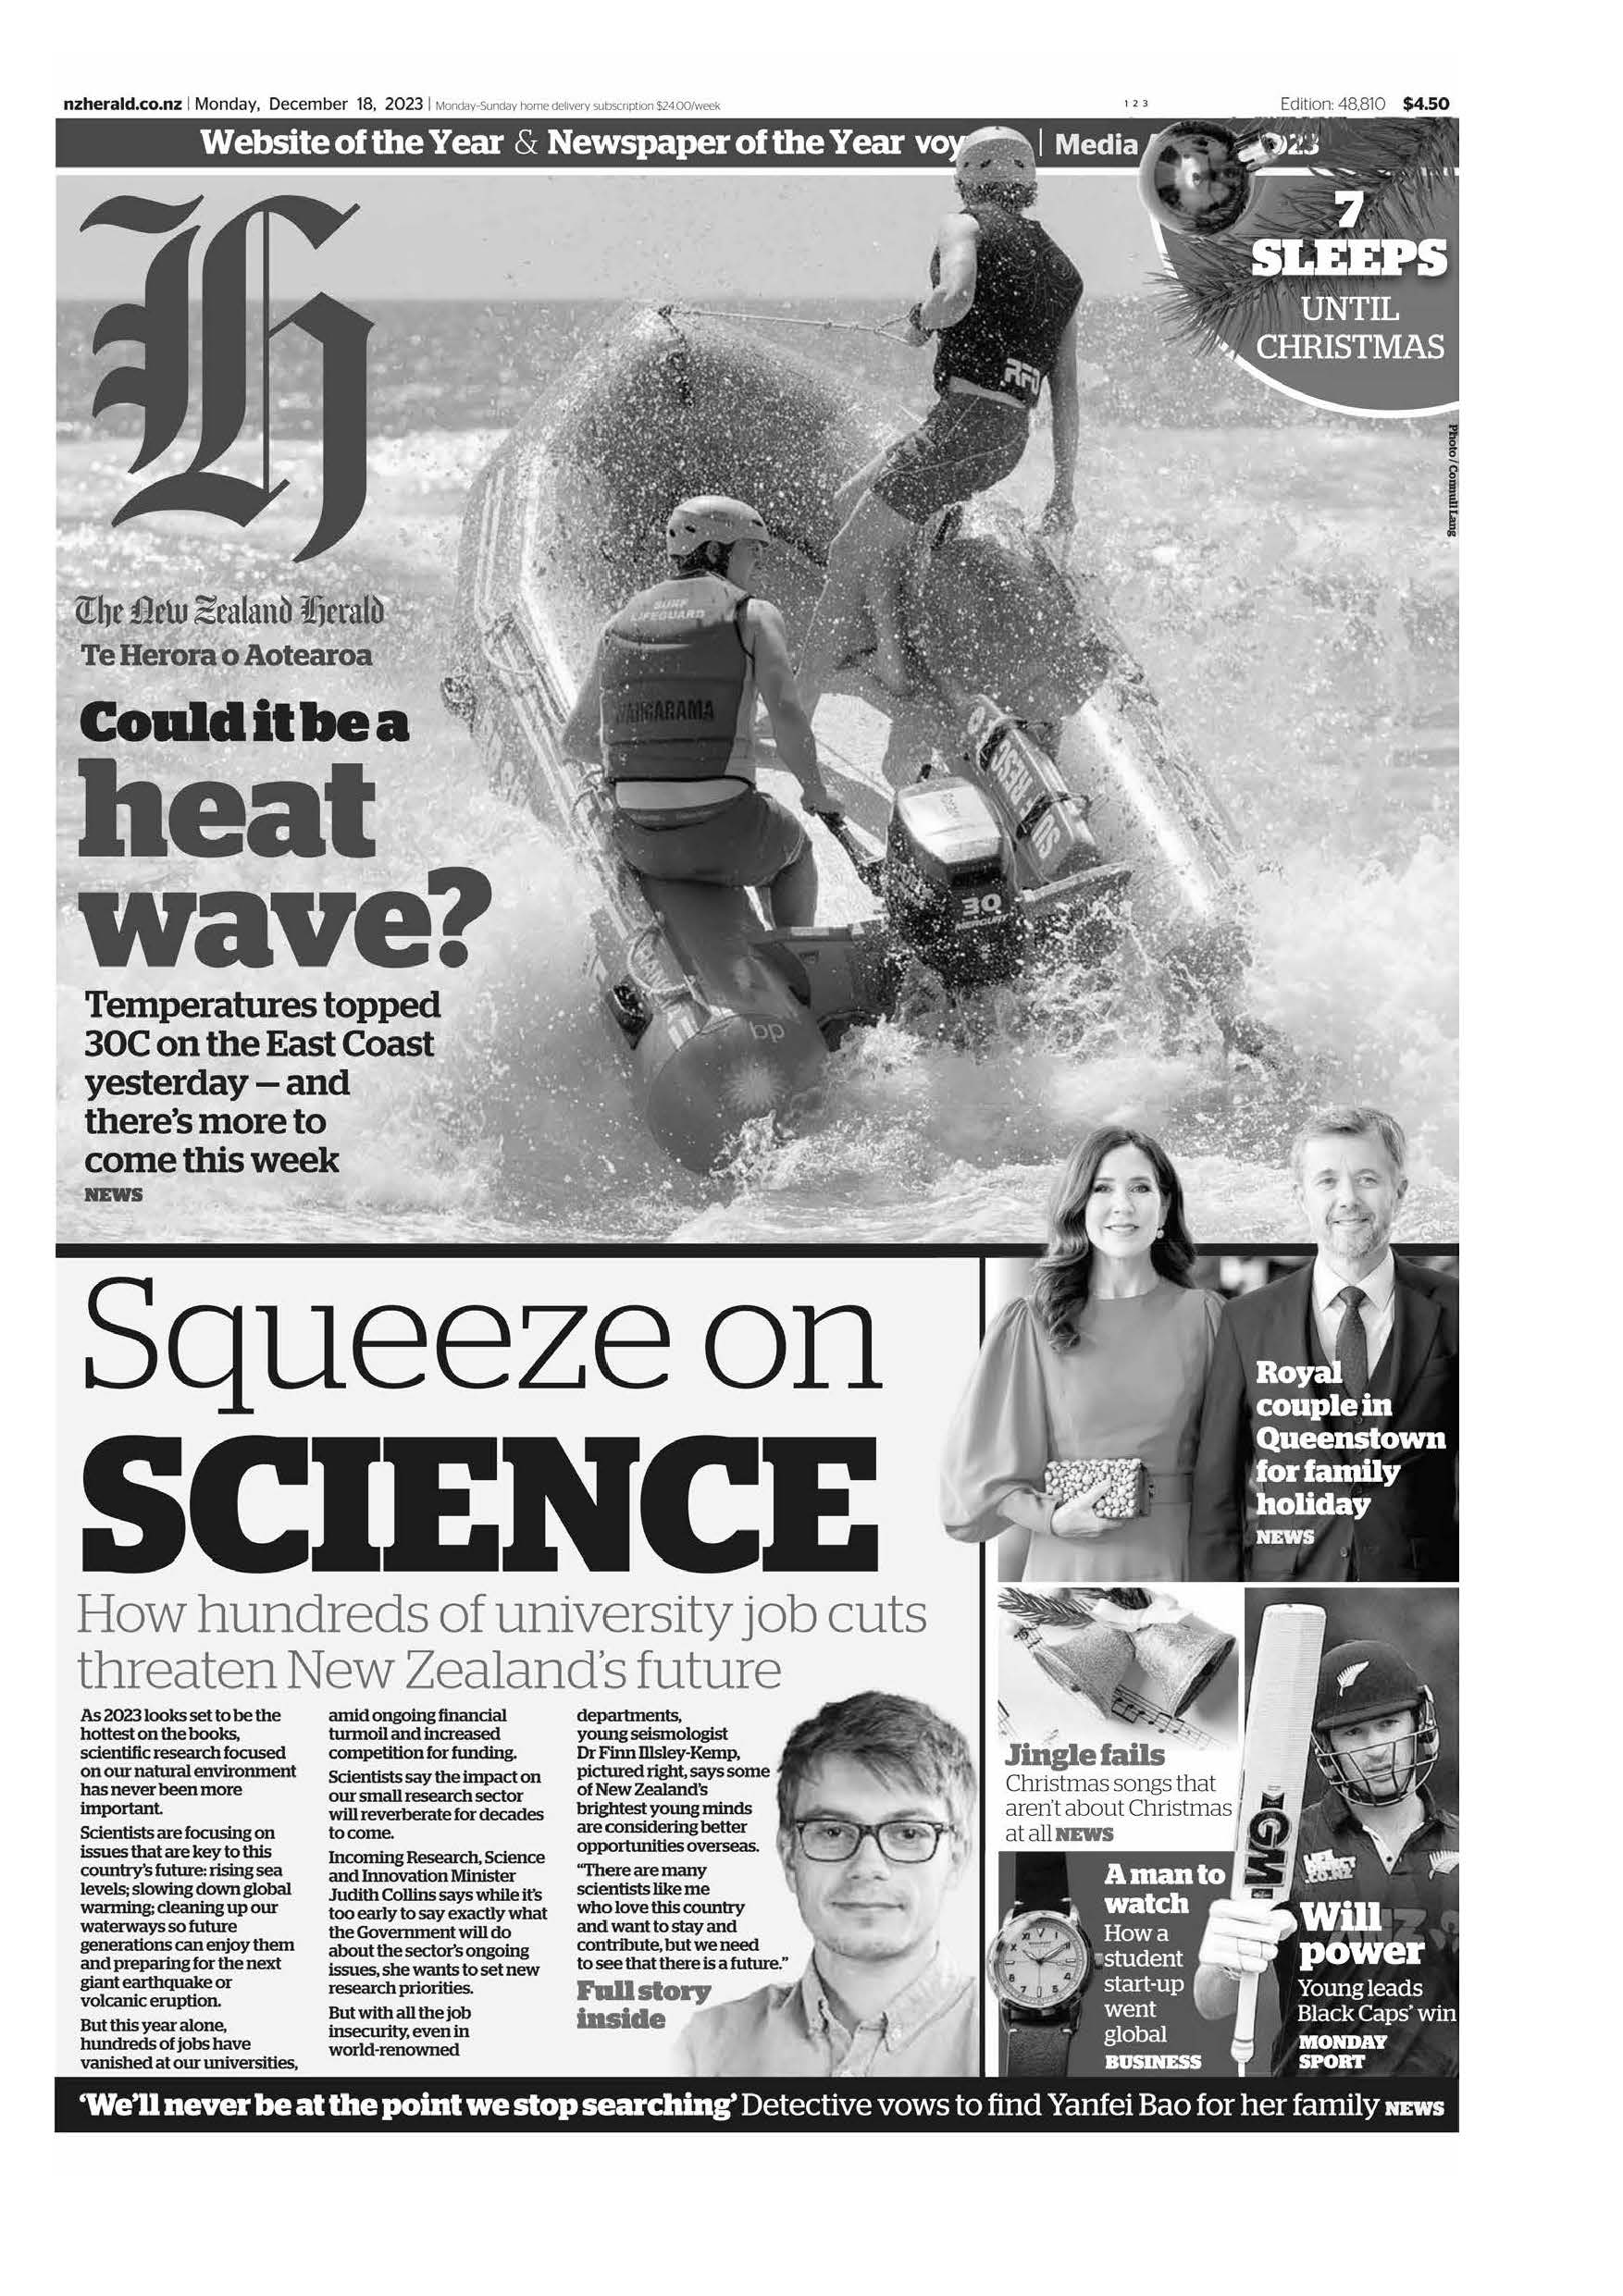 nzherald.co.nz | Monday, December 18, 2023 | Monday-Sunday home delivery subscription $24.00/week
1 2 3
Edition: 48,810 $4.50
Website of the Year & Newspaper of the Year voy | Media
7
SLEEPS
UNTIL
CHRISTMAS
Photo / Connull Lang
H
The New Zealand Herald
Te Herora o Aotearoa
Could it be a
heat
wave?
Temperatures topped
30C on the East Coast
yesterday – and
there's more to
come this week
NEWS
RFD
SURF
LIFEGUARD
WAIMARAMA
30
MERCURY
bp
Squeeze on
SCIENCE
How hundreds of university job cuts
threaten New Zealand's future
As 2023 looks set to be the
hottest on the books,
scientific research focused
on our natural environment
has never been more
important.
Scientists are focusing on
issues that are key to this
country's future: rising sea
levels; slowing down global
warming; cleaning up our
waterways so future
generations can enjoy them
and preparing for the next
giant earthquake or
volcanic eruption.
But this year alone,
hundreds of jobs have
vanished at our universities,
amid ongoing financial
turmoil and increased
competition for funding.
Scientists say the impact on
our small research sector
will reverberate for decades
to come.
Incoming Research, Science
and Innovation Minister
Judith Collins says while it's
too early to say exactly what
the Government will do
about the sector's ongoing
issues, she wants to set new
research priorities.
But with all the job
insecurity, even in
world-renowned
departments,
young seismologist
Dr Finn Illsley-Kemp,
pictured right, says some
of New Zealand's
brightest young minds
are considering better
opportunities overseas.
“There are many
scientists like me
who love this country
and want to stay and
contribute, but we need
to see that there is a future.”
Full story
inside
Royal
couple in
Queenstown
for family
holiday
NEWS
Jingle fails
Christmas songs that
aren't about Christmas
at all NEWS
A man to
watch
How a
student
start-up
went
global
BUSINESS
GM
Will
power
Young leads
Black Caps' win
MONDAY
SPORT
‘We'll never be at the point we stop searching’ Detective vows to find Yanfei Bao for her family NEWS